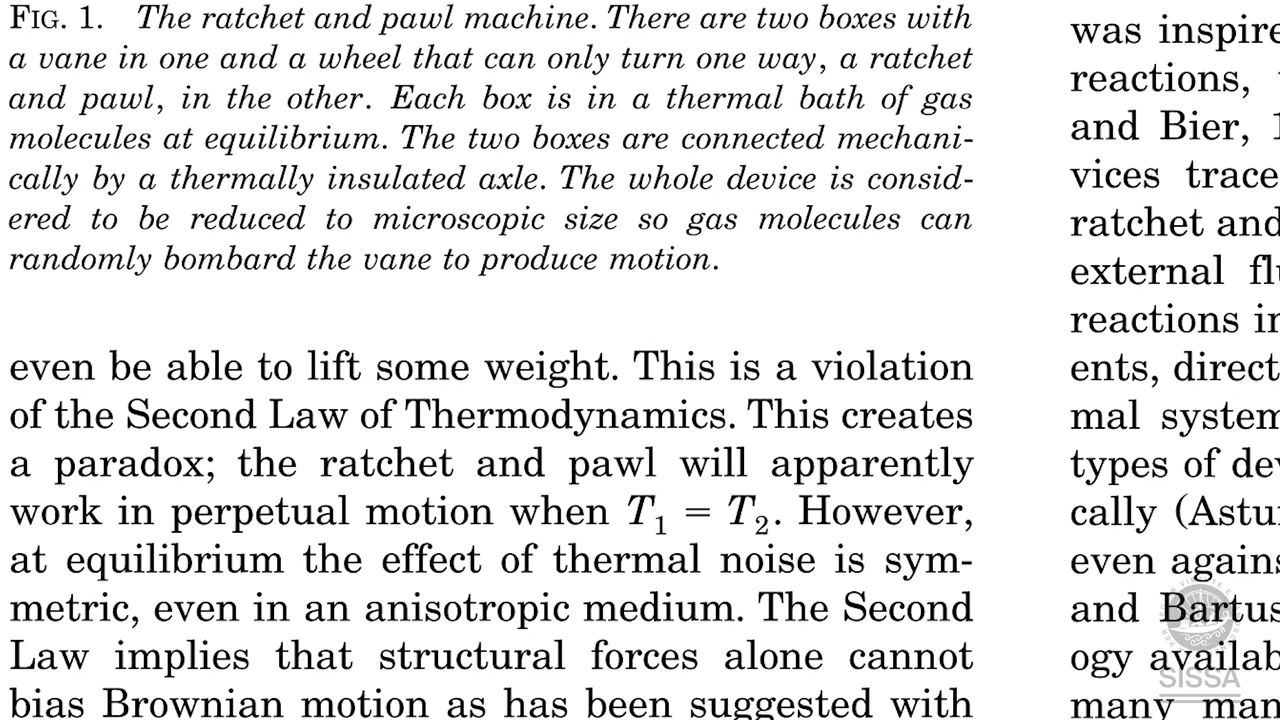 FIG. 1. The ratchet and pawl machine. There are two boxes with
a vane in one and a wheel that can only turn one way, a ratchet
and pawl, in the other. Each box is in a thermal bath of gas
molecules at equilibrium. The two boxes are connected mechani-
cally by a thermally insulated axle. The whole device is consid-
ered to be reduced to microscopic size so gas molecules can
randomly bombard the vane to produce motion.
even be able to lift some weight. This is a violation
of the Second Law of Thermodynamics. This creates
a paradox; the ratchet and pawl will apparently
work in perpetual motion when T₁ = T₂. However,
at equilibrium the effect of thermal noise is sym-
metric, even in an anisotropic medium. The Second
Law implies that structural forces alone cannot
bias Brownian motion as has been suggested with
was inspire
reactions,
and Bier, 1
vices trace
ratchet and
external flu
reactions in
ents, direct
mal system
types of dev
cally (Astu
even agains
and Bartus
ogy availab
many man
SISSA